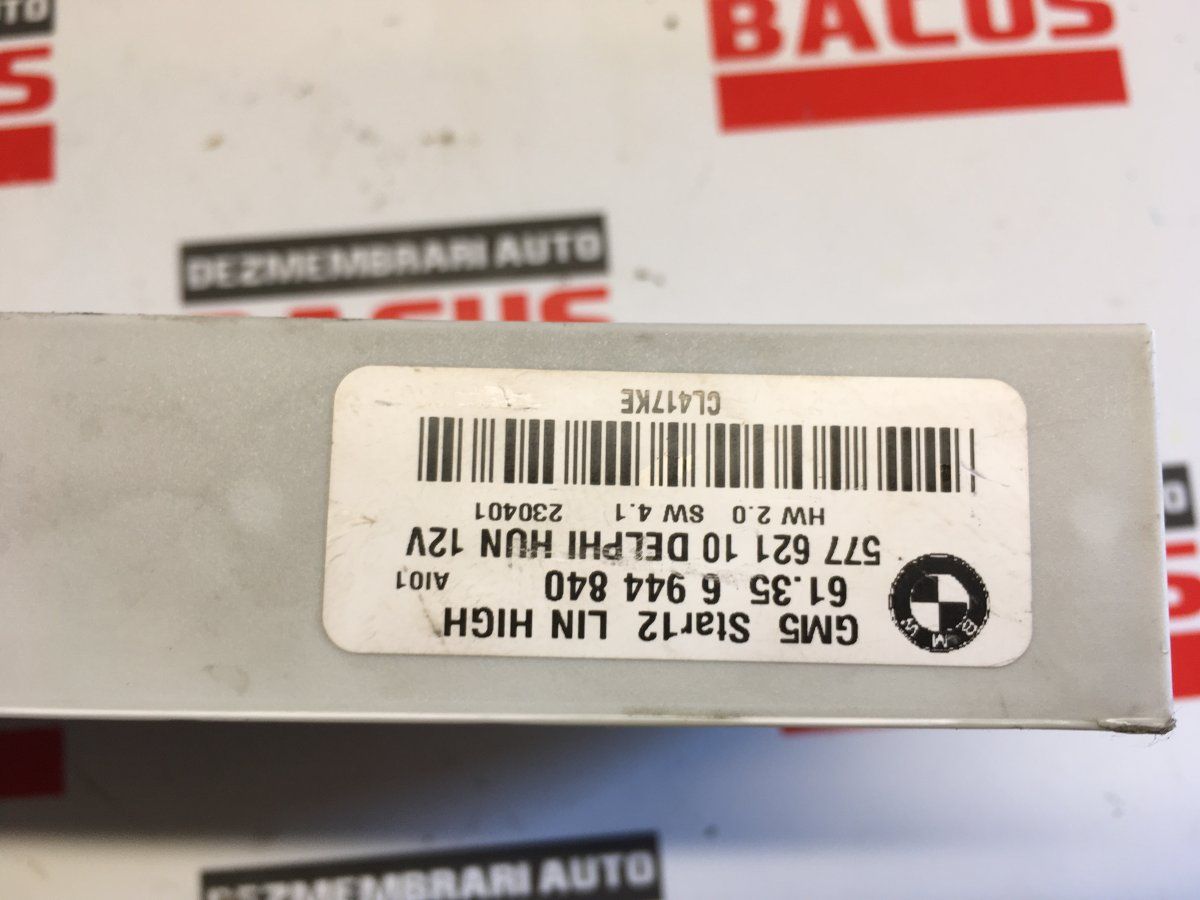 BACUS
DEZMEMBRARI AUTO
BACUS
GM5 Star12 LIN HIGH
61.35 6 944 840 AI01
577 621 10 DELPHI HUN 12V
HW 2.0 SW 4.1 230401
CL417KE
BMW
DEZMEMBRARI AUTO